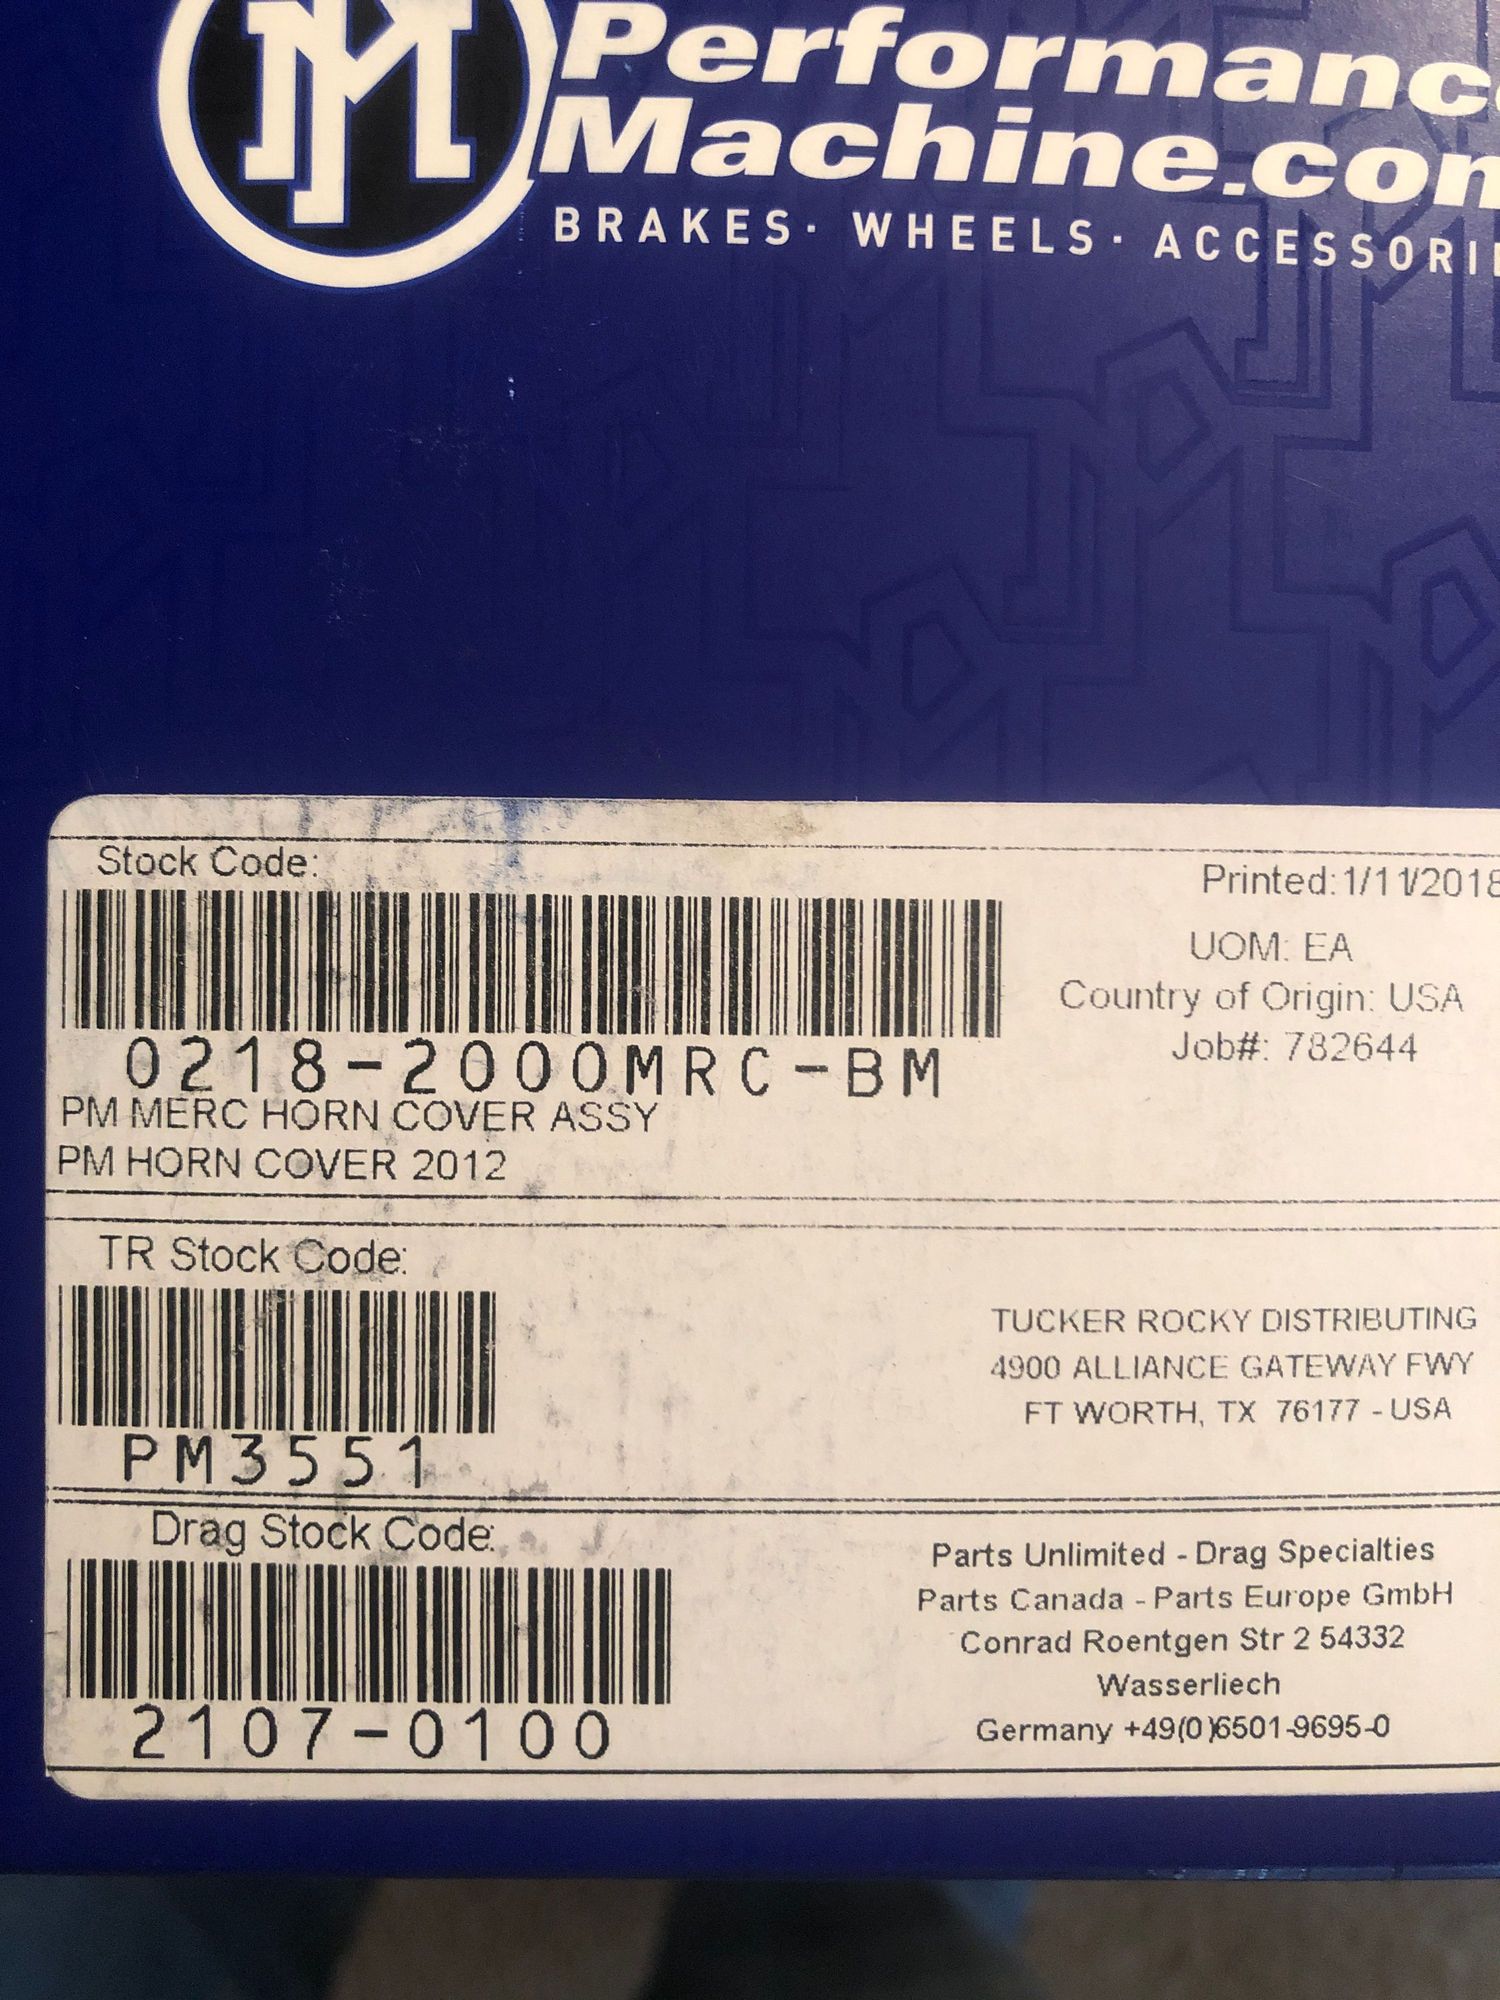 Performance
Machine.com
BRAKES · WHEELS · ACCESSORI
Stock Code:
Printed:1/11/2018
UOM: EA
Country of Origin: USA
Job#: 782644
0218-2000MRC-BM
PM MERC HORN COVER ASSY
PM HORN COVER 2012
TR Stock Code:
TUCKER ROCKY DISTRIBUTING
4900 ALLIANCE GATEWAY FWY
FT WORTH, TX 76177 - USA
PM3551
Drag Stock Code:
Parts Unlimited - Drag Specialties
Parts Canada - Parts Europe GmbH
Conrad Roentgen Str 2 54332
Wasserliech
Germany +49(0)6501-9695-0
2107-0100